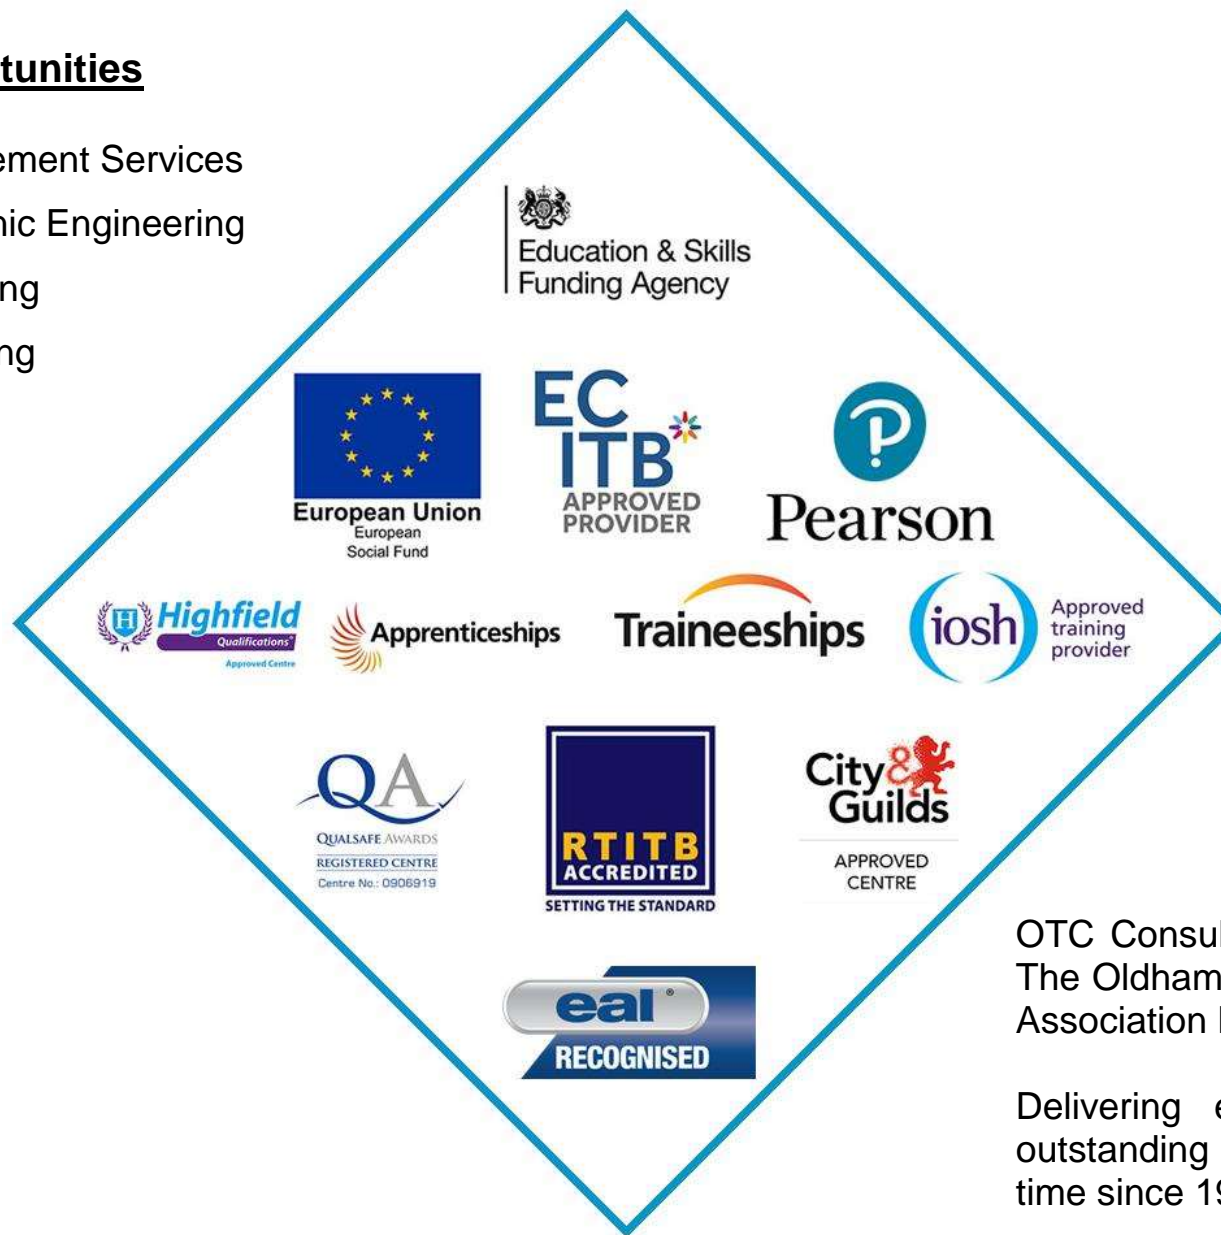 tunities
ement Services
nic Engineering
ng
ng
Education & Skills
Funding Agency
European Union
European
Social Fund
EC
ITB
APPROVED
PROVIDER
Pearson
H Highfield
Qualifications
Approved Centre
Apprenticeships
Traineeships
iosh
Approved
training
provider
QA
QUALSAFE AWARDS
REGISTERED CENTRE
Centre No.: 0906919
RTITB
ACCREDITED
SETTING THE STANDARD
City&
Guilds
APPROVED
CENTRE
eal®
RECOGNISED
OTC Consul
The Oldham
Association
Delivering e
outstanding
time since 19